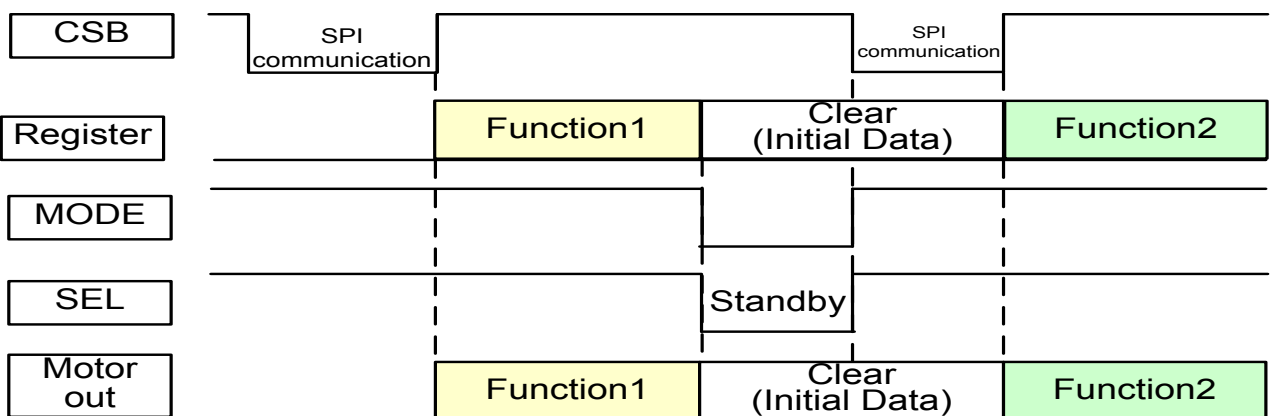 CSB
SPI
communication
SPI
communication
Register
Function1
Clear
(Initial Data)
Function2
MODE
SEL
Standby
Motor
out
Function1
Clear
(Initial Data)
Function2